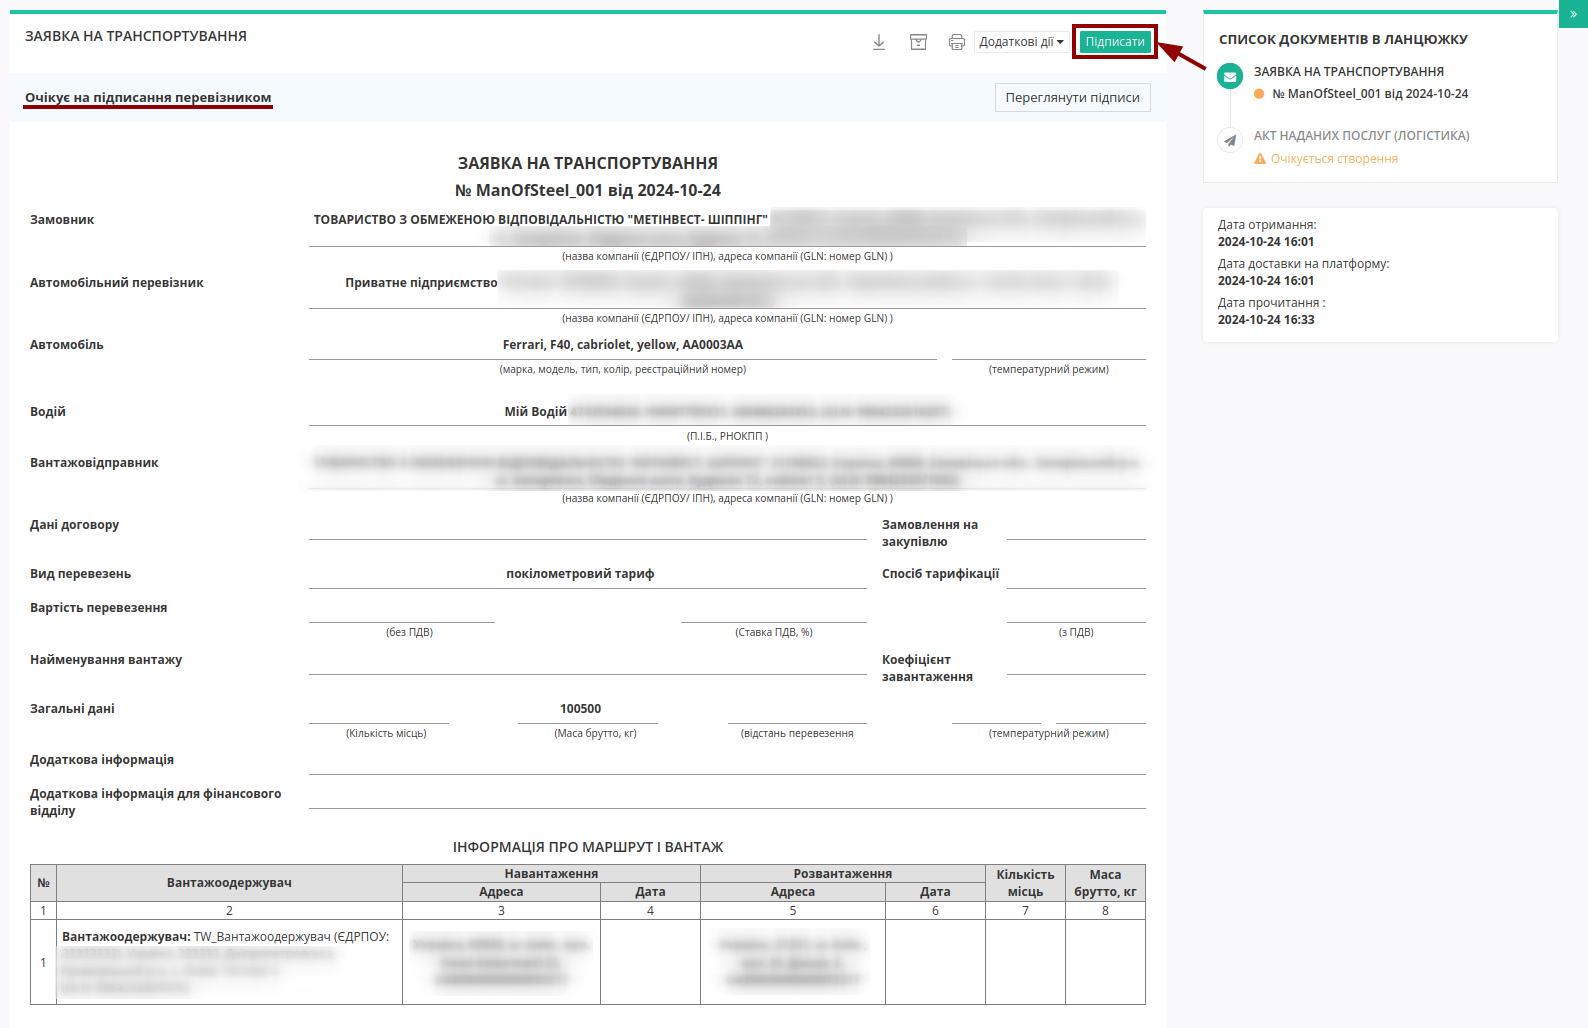 ЗАЯВКА НА ТРАНСПОРТУВАННЯ
Додаткові дії
Підписати
Очікує на підписання перевізником
Переглянути підписи
ЗАЯВКА НА ТРАНСПОРТУВАННЯ
№ ManOfSteel_001 від 2024-10-24
Замовник
ТОВАРИСТВО З ОБМЕЖЕНОЮ ВІДПОВІДАЛЬНІСТЮ "МЕТІНВЕСТ- ШІППІНГ"
(назва компанії (ЄДРПОУ/ ІПН), адреса компанії (GLN: номер GLN) )
Автомобільний перевізник
Приватне підприємство
(назва компанії (ЄДРПОУ/ ІПН), адреса компанії (GLN: номер GLN) )
Автомобіль
Ferrari, F40, cabriolet, yellow, AA0003AA
(марка, модель, тип, колір, реєстраційний номер)
(температурний режим)
Водій
Мій Водій
(П.І.Б., РНОКПП )
Вантажовідправник
(назва компанії (ЄДРПОУ/ ІПН), адреса компанії (GLN: номер GLN) )
Дані договору
Замовлення на
закупівлю
Вид перевезень
покілометровий тариф
Спосіб тарифікації
Вартість перевезення
(без ПДВ)
(Ставка ПДВ, %)
(з ПДВ)
Найменування вантажу
Коефіцієнт
завантаження
Загальні дані
100500
(Кількість місць)
(Маса брутто, кг)
(відстань перевезення
(температурний режим)
Додаткова інформація
Додаткова інформація для фінансового
відділу
ІНФОРМАЦІЯ ПРО МАРШРУТ І ВАНТАЖ
№
Вантажоодержувач
Навантаження
Розвантаження
Кількість
місць
Маса
брутто, кг
Адреса
Дата
Адреса
Дата
1 2 3 4 5 6 7 8
1
Вантажоодержувач: TW_Вантажоодержувач (ЄДРПОУ:
»
СПИСОК ДОКУМЕНТІВ В ЛАНЦЮЖКУ
ЗАЯВКА НА ТРАНСПОРТУВАННЯ
№ ManOfSteel_001 від 2024-10-24
АКТ НАДАНИХ ПОСЛУГ (ЛОГІСТИКА)
Очікується створення
Дата отримання:
2024-10-24 16:01
Дата доставки на платформу:
2024-10-24 16:01
Дата прочитання :
2024-10-24 16:33